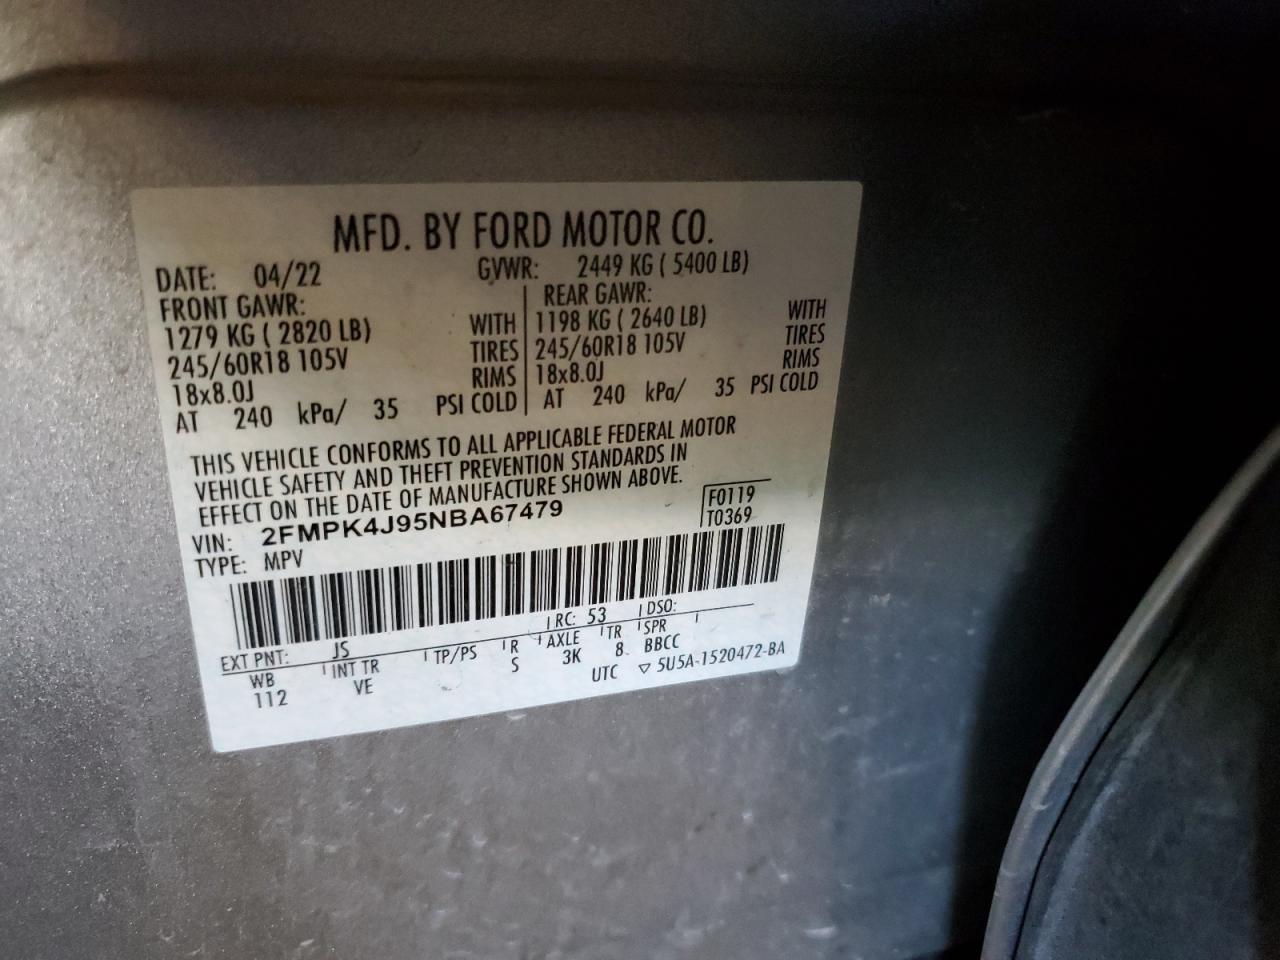 MFD. BY FORD MOTOR CO.
DATE: 04/22 GVWR: 2449 KG ( 5400 LB)
FRONT GAWR: REAR GAWR:
1279 KG ( 2820 LB) WITH 1198 KG ( 2640 LB) WITH
245/60R18 105V TIRES 245/60R18 105V TIRES
18x8.0J RIMS 18x8.0J RIMS
AT 240 kPa/ 35 PSI COLD AT 240 kPa/ 35 PSI COLD
THIS VEHICLE CONFORMS TO ALL APPLICABLE FEDERAL MOTOR
VEHICLE SAFETY AND THEFT PREVENTION STANDARDS IN
EFFECT ON THE DATE OF MANUFACTURE SHOWN ABOVE.
VIN: 2FMPK4J95NBA67479 F0119
TYPE: MPV T0369
EXT PNT: JS RC: 53 DSO:
WB INT TR TP/PS R AXLE TR SPR
112 VE S 3K 8 BBCC
UTC ▽ 5U5A-1520472-BA